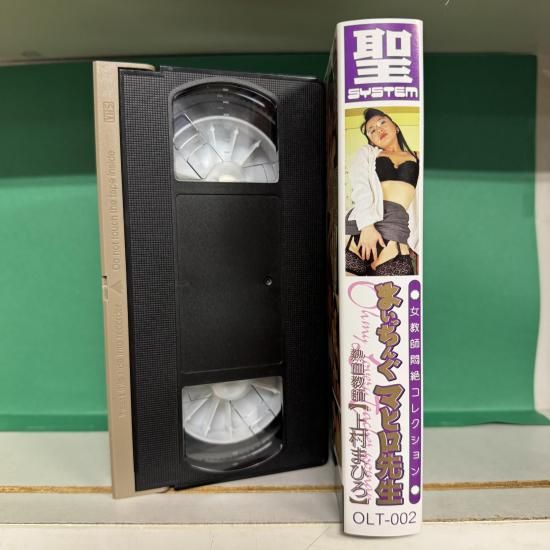 聖
SYSTEM
●女教師悶絶コレクション●
まいっちんぐマヒロ先生
熱血教師【上村まひろ】
OLT-002
VHS
Do not touch the tape inside